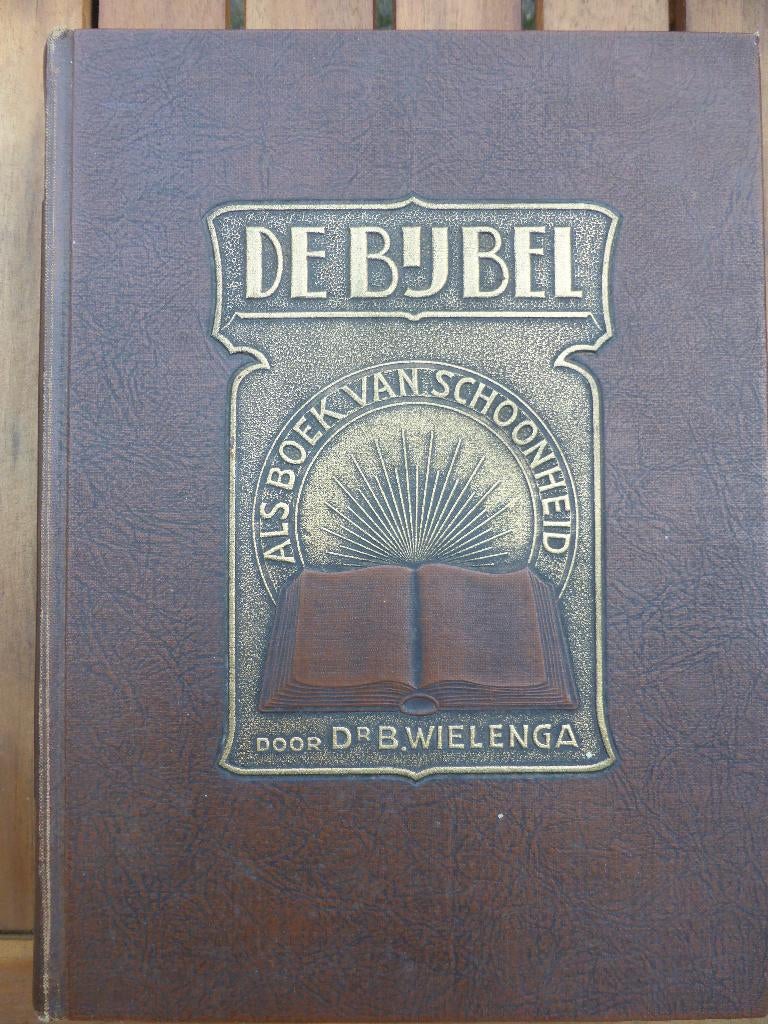 DE BIJBEL
ALS BOEK VAN SCHOONHEID
DOOR DR B. WIELENGA